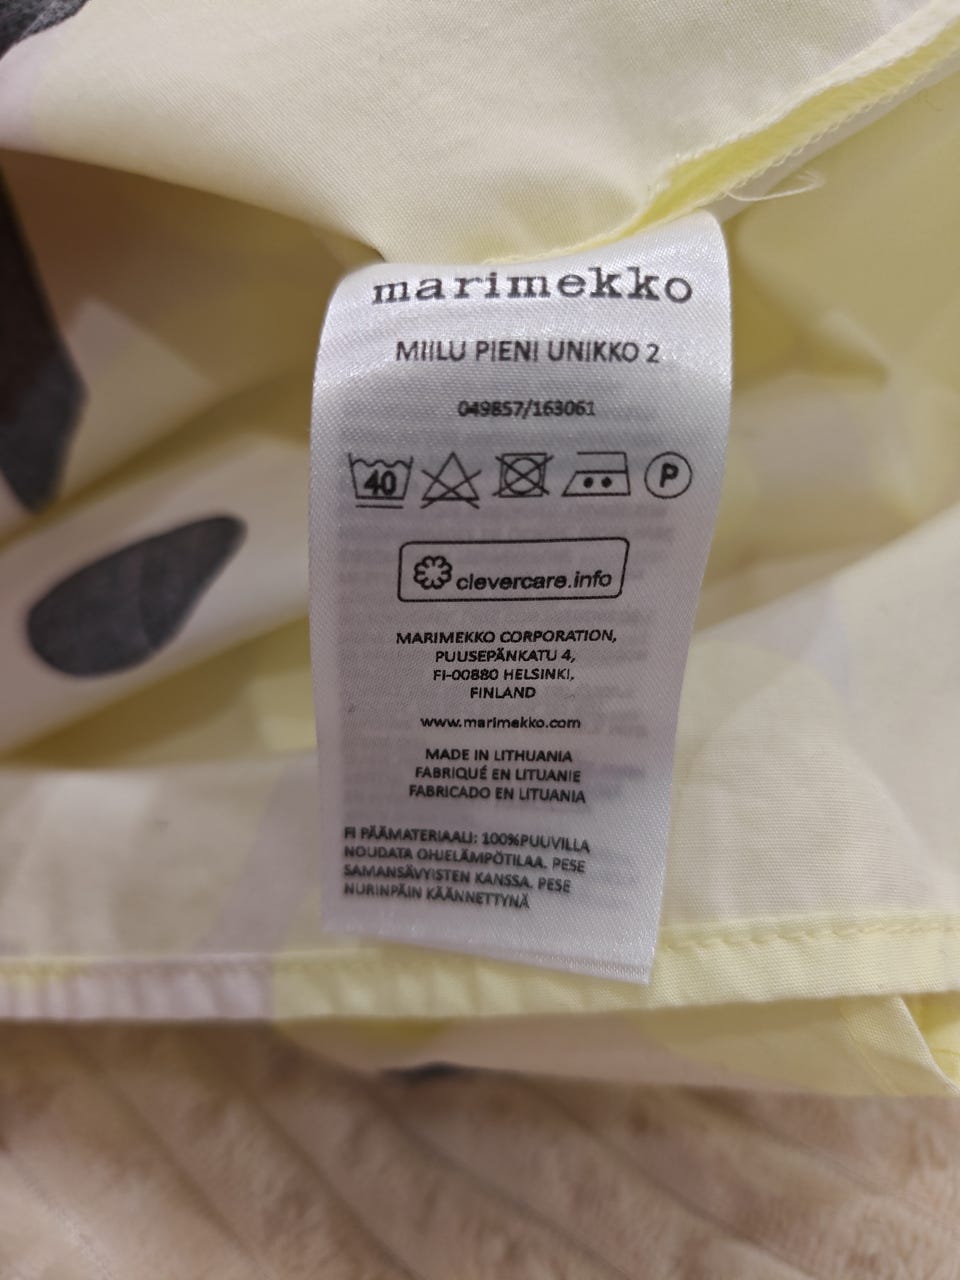 marimekko
MIILU PIENI UNIKKO 2
049857/163061
40 P
clevercare.info
MARIMEKKO CORPORATION,
PUUSEPÄNKATU 4,
FI-00880 HELSINKI,
FINLAND
www.marimekko.com
MADE IN LITHUANIA
FABRIQUÉ EN LITUANIE
FABRICADO EN LITUANIA
FI PÄÄMATERIAALI: 100%PUUVILLA
NOUDATA OHJELÄMPÖTILAA. PESE
SAMANSÄVYISTEN KANSSA. PESE
NURINPÄIN KÄÄNNETTYNÄ